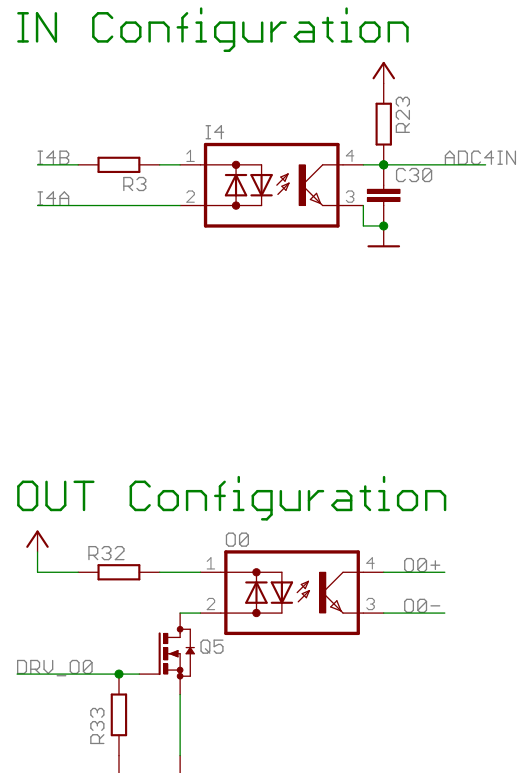 IN Configuration
R23
I4
I4B
1
4
ADC4IN
R3
C30
I4A
2
3
OUT Configuration
O0
R32
1
4
O0+
2
3
O0-
Q5
DRV_O0
R33